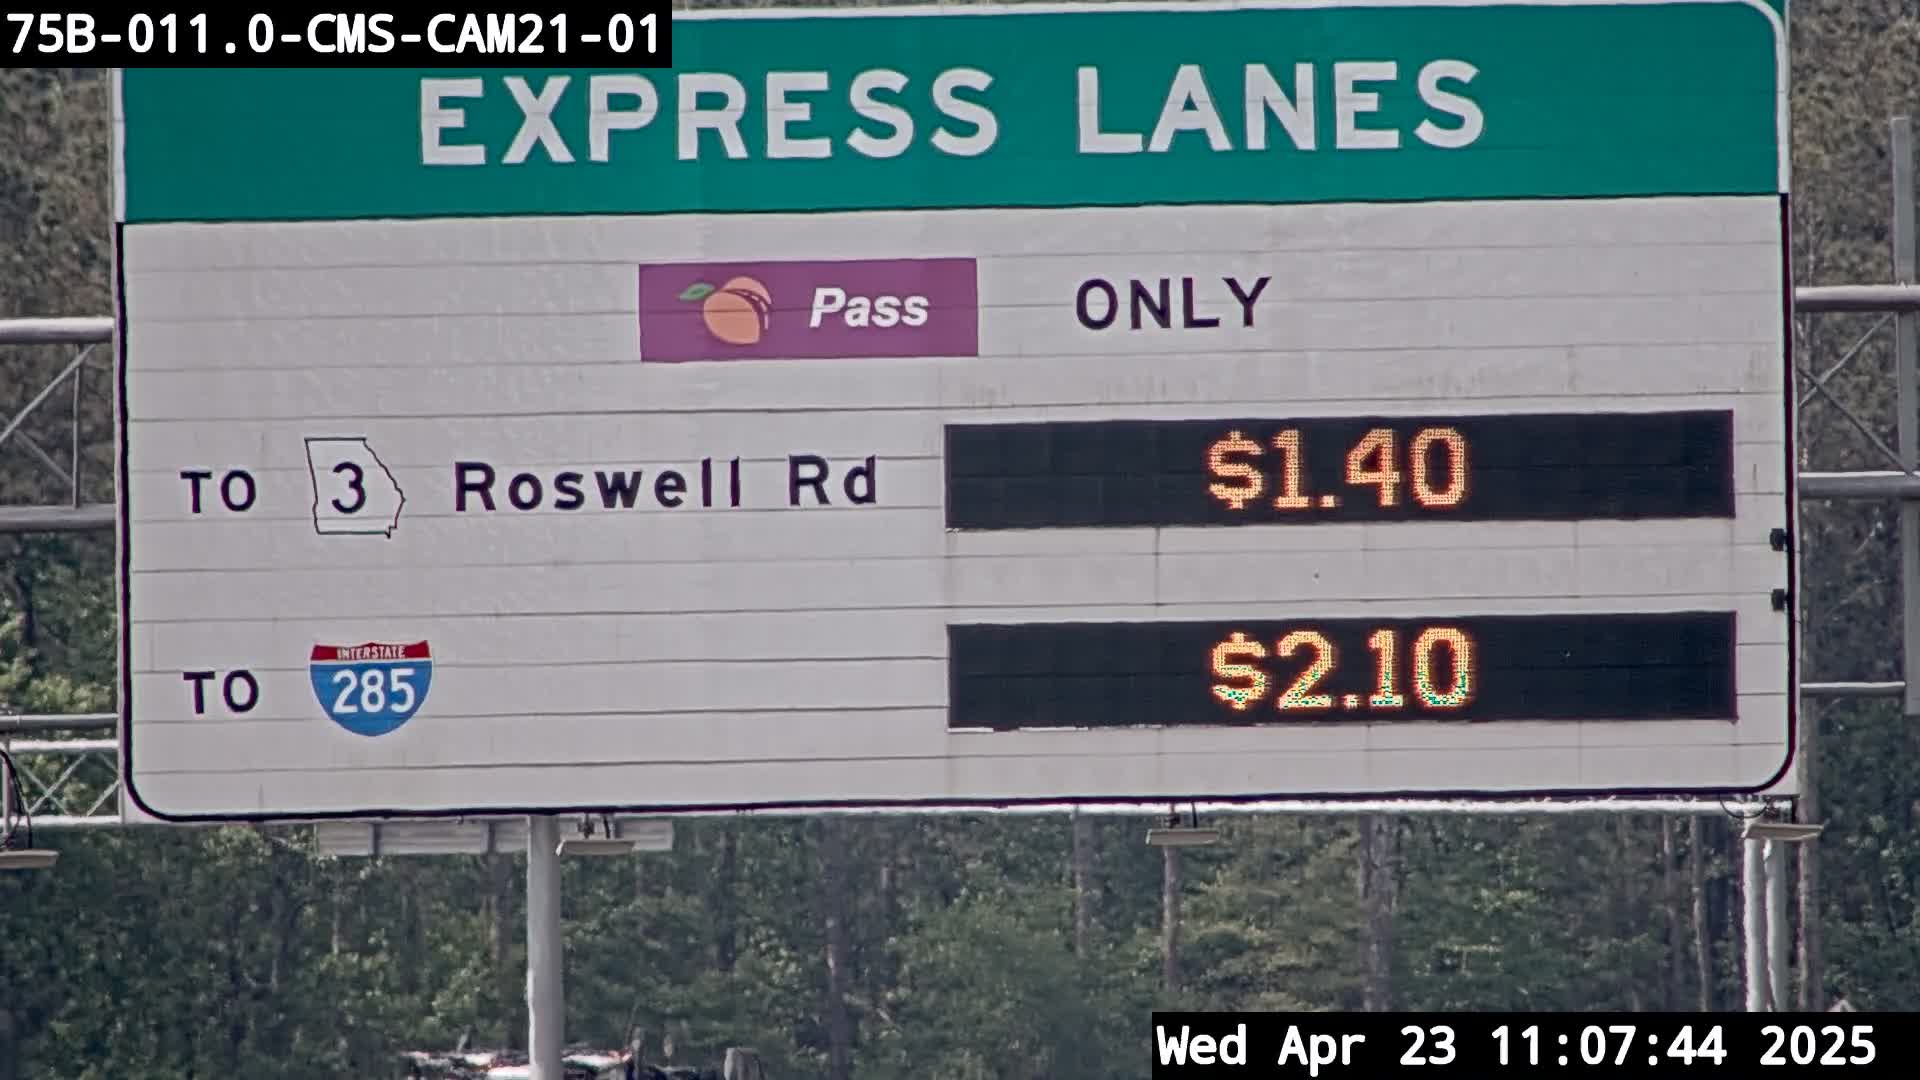 75B-011.0-CMS-CAM21-01
EXPRESS LANES
Pass ONLY
TO 3 Roswell Rd $1.40
INTERSTATE
TO 285 $2.10
Wed Apr 23 11:07:44 2025